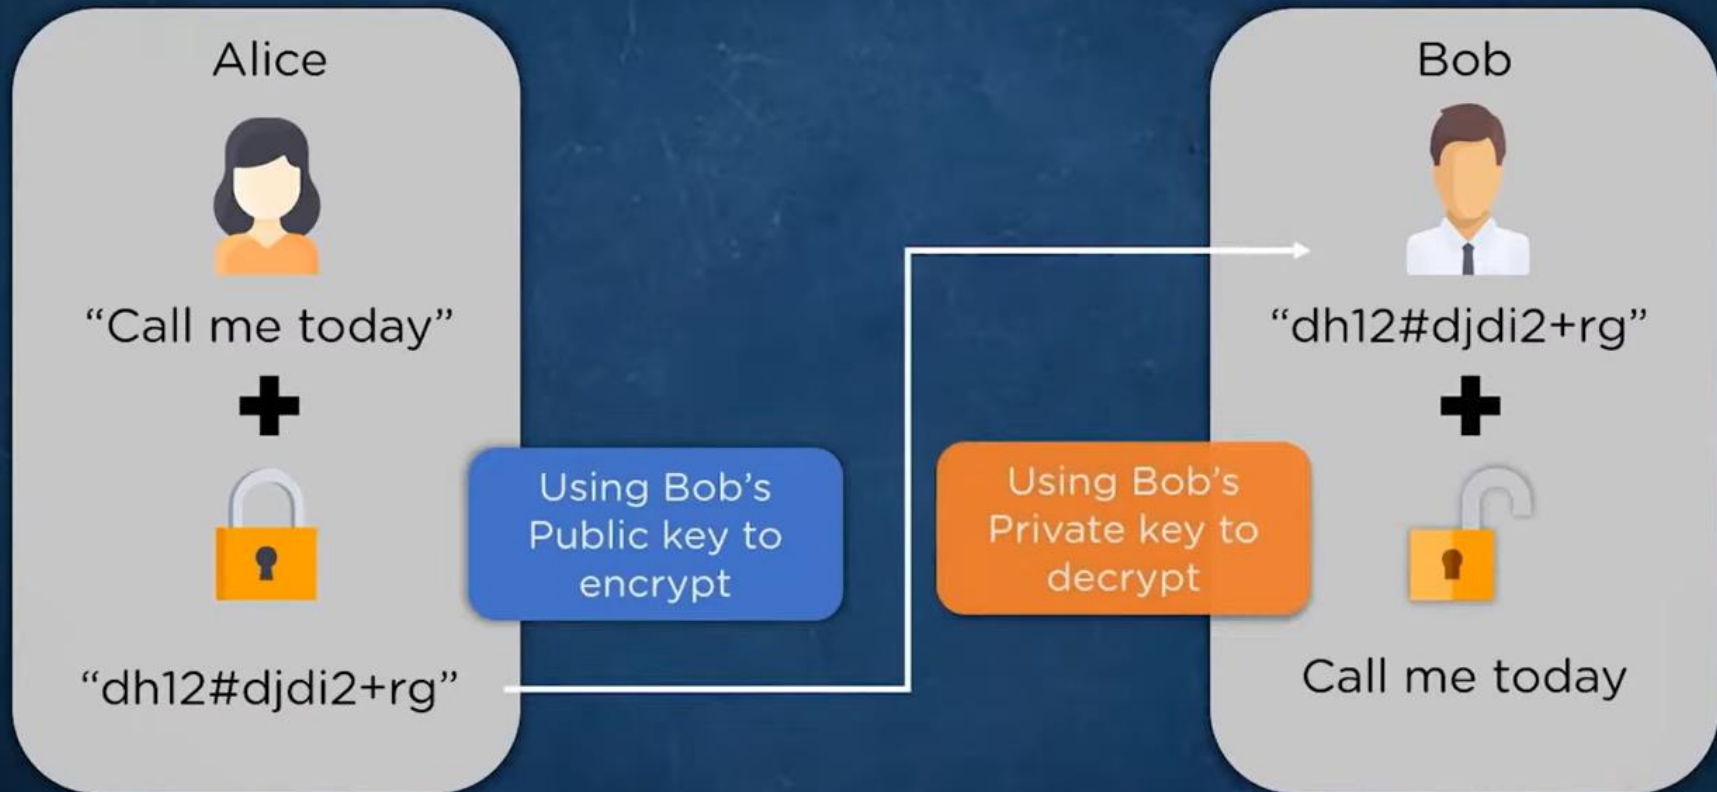 Alice
“Call me today”
Using Bob’s
Public key to
encrypt
“dh12#djdi2+rg”
Bob
“dh12#djdi2+rg”
Using Bob’s
Private key to
decrypt
Call me today